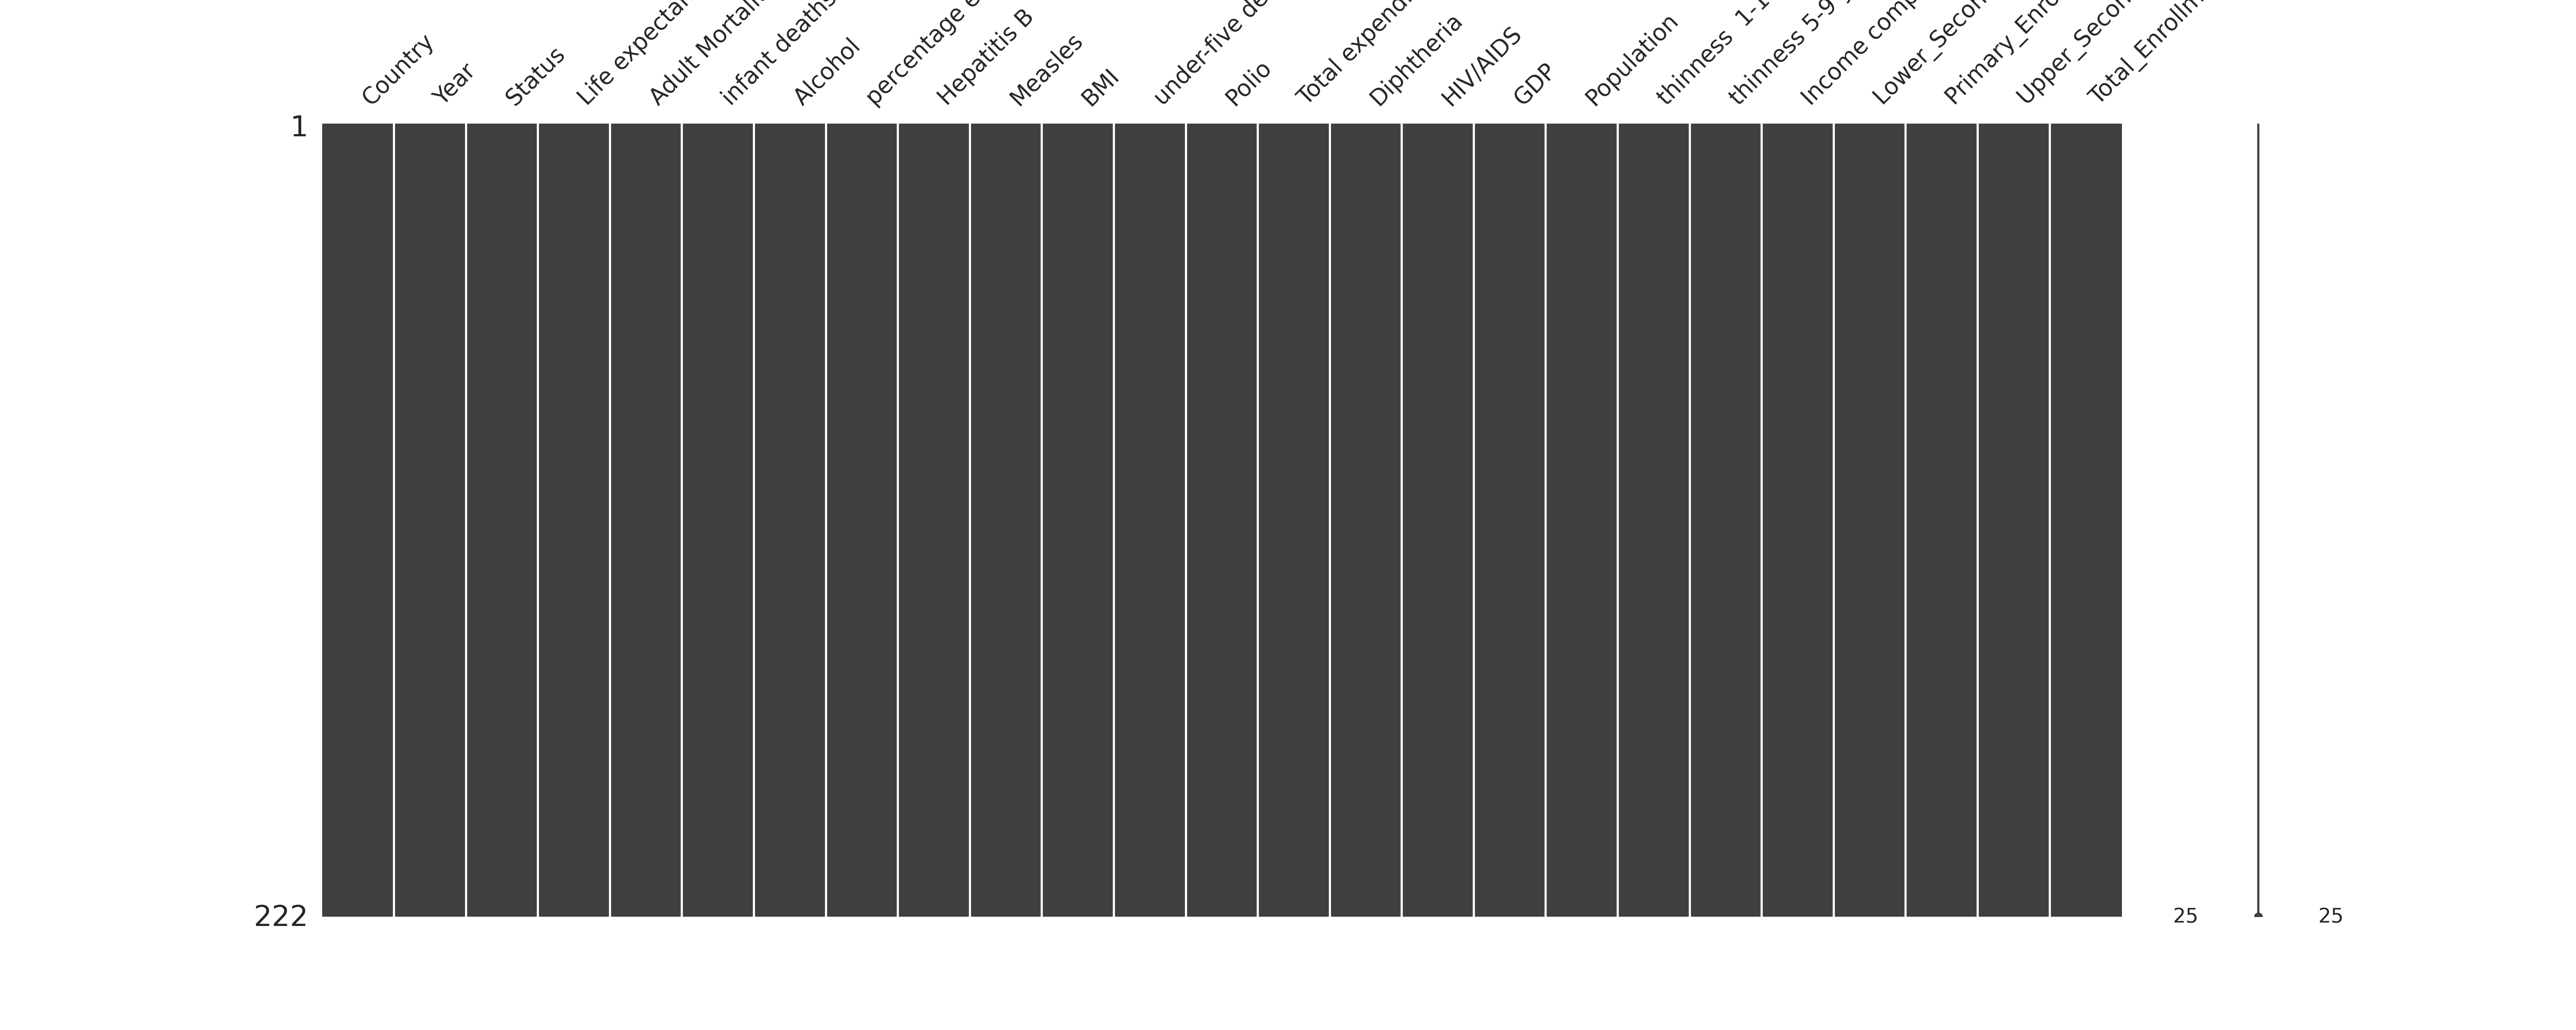 Country
Year
Status
Life expectan
Adult Mortali
infant deaths
Alcohol
percentage e
Hepatitis B
Measles
BMI
under-five de
Polio
Total expendi
Diphtheria
HIV/AIDS
GDP
Population
thinness  1-1
thinness 5-9
Income comp
Lower_Secon
Primary_Enro
Upper_Secon
Total_Enrollm
1
222
25
25